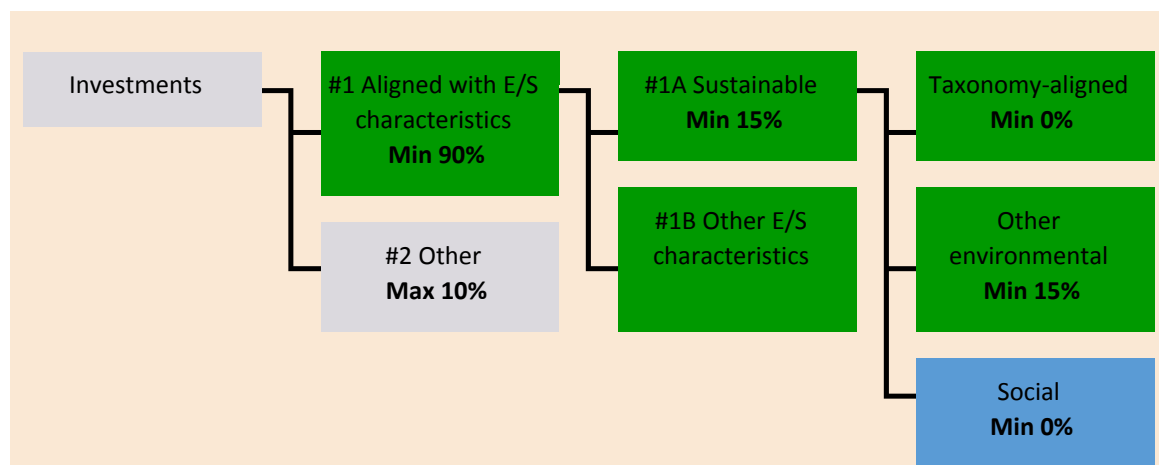 Investments
#1 Aligned with E/S
characteristics
Min 90%
#2 Other
Max 10%
#1A Sustainable
Min 15%
#1B Other E/S
characteristics
Taxonomy-aligned
Min 0%
Other
environmental
Min 15%
Social
Min 0%